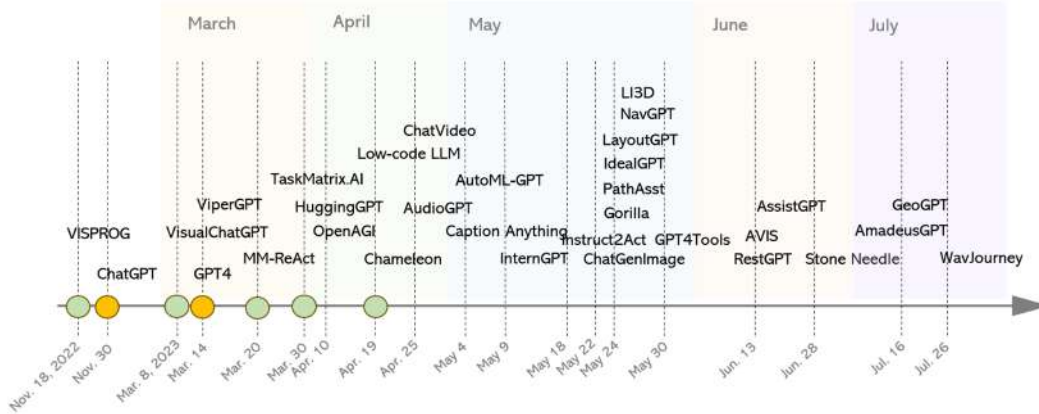 March
April
May
June
July
LI3D
NavGPT
ChatVideo
LayoutGPT
Low-code LLM
IdealGPT
TaskMatrix.AI
AutoML-GPT
PathAsst
ViperGPT
HuggingGPT
AudioGPT
Gorilla
AssistGPT
GeoGPT
VISPROG
VisualChatGPT
OpenAGI
Caption Anything
Instruct2Act
GPT4Tools
AVIS
AmadeusGPT
ChatGPT
GPT4
MM-ReAct
Chameleon
InternGPT
ChatGenImage
RestGPT
Stone Needle
WavJourney
Nov. 18, 2022
Nov. 30
Mar. 8, 2023
Mar. 14
Mar. 20
Mar. 30
Apr. 10
Apr. 19
Apr. 25
May 4
May 9
May 18
May 22
May 24
May 30
Jun. 13
Jun. 28
Jul. 16
Jul. 26